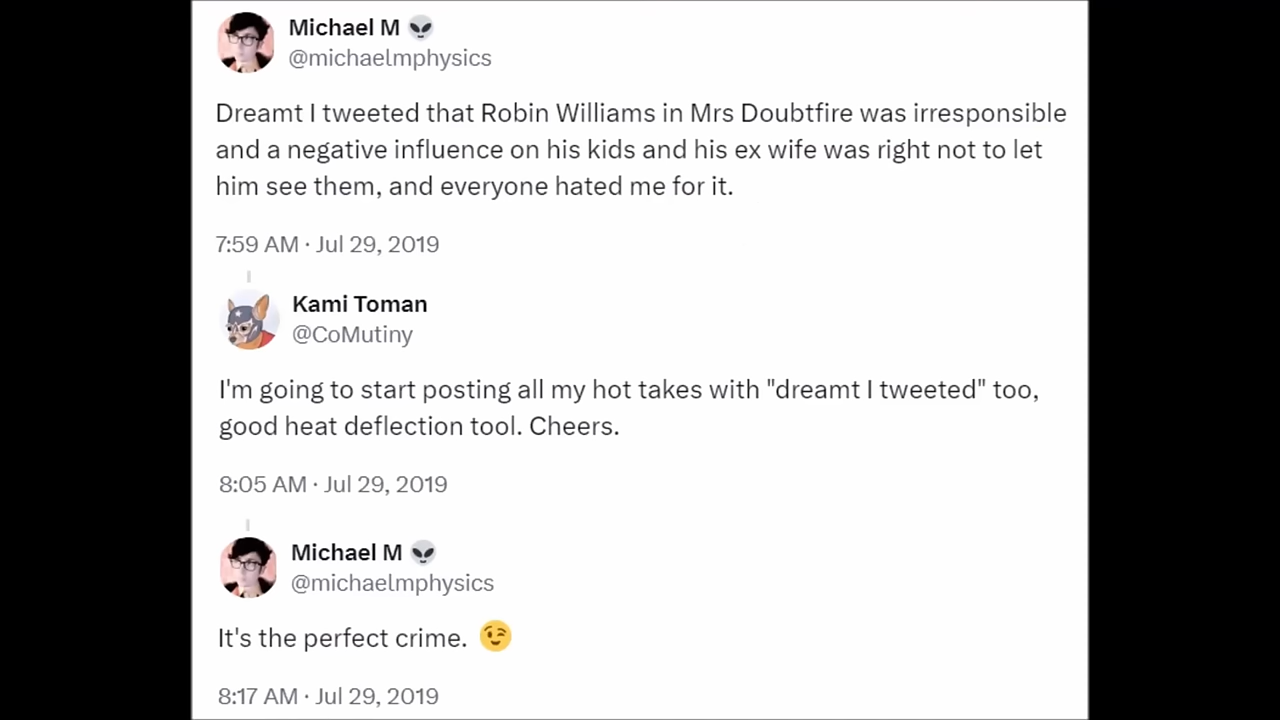 Michael M 👽
@michaelmphysics
Dreamt I tweeted that Robin Williams in Mrs Doubtfire was irresponsible
and a negative influence on his kids and his ex wife was right not to let
him see them, and everyone hated me for it.
7:59 AM · Jul 29, 2019
Kami Toman
@CoMutiny
I'm going to start posting all my hot takes with "dreamt I tweeted" too,
good heat deflection tool. Cheers.
8:05 AM · Jul 29, 2019
Michael M 👽
@michaelmphysics
It's the perfect crime. 😉
8:17 AM · Jul 29, 2019